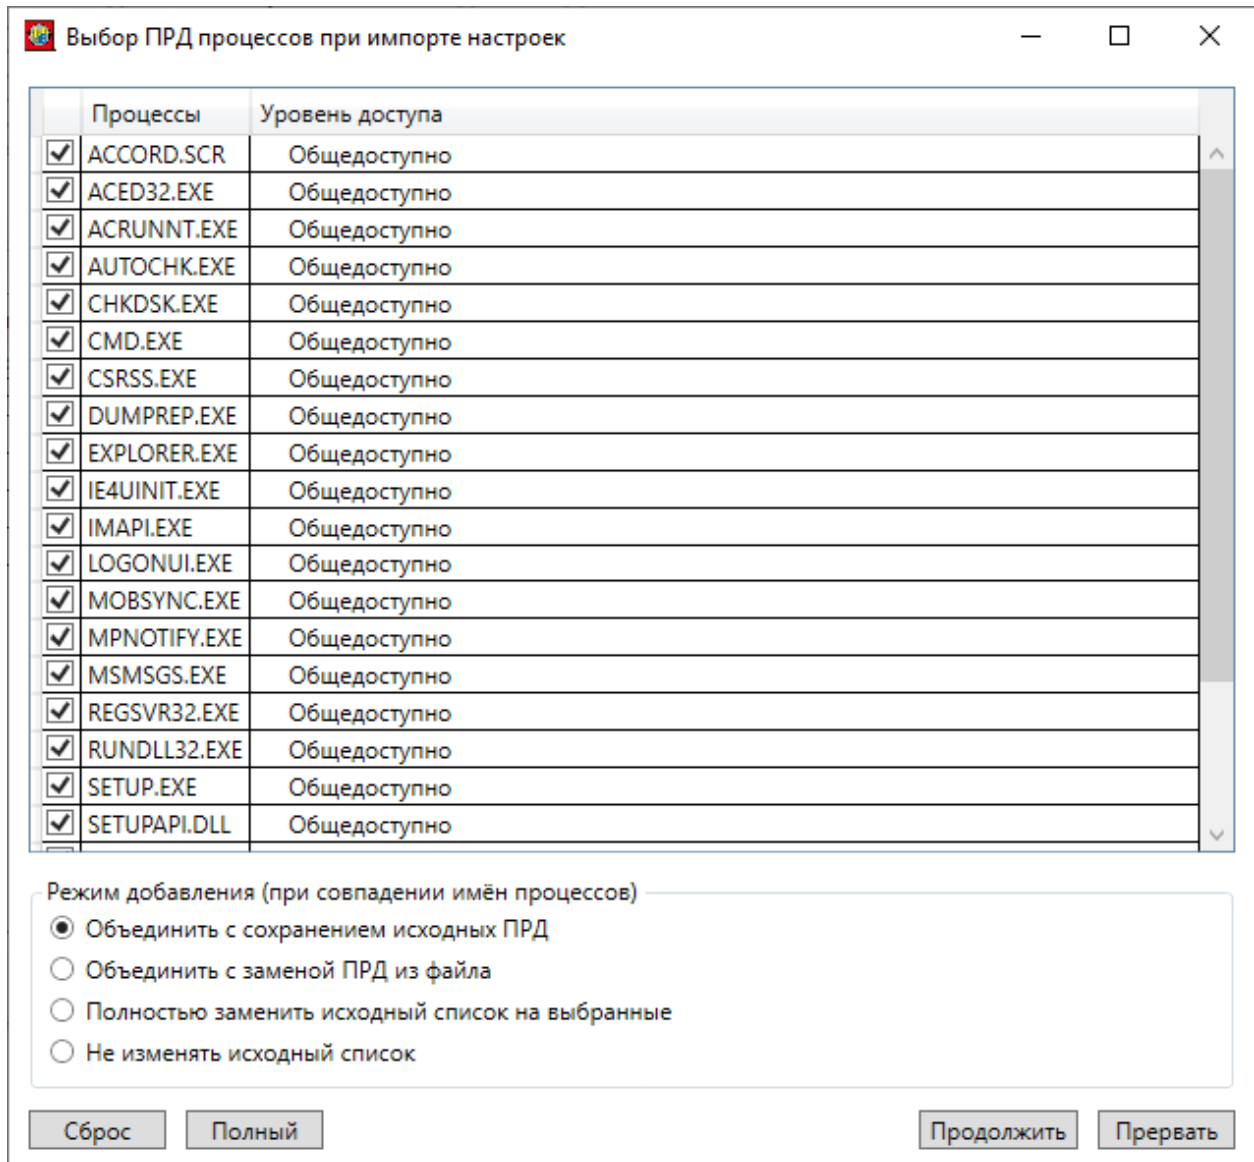 Выбор ПРД процессов при импорте настроек
Процессы Уровень доступа
ACCORD.SCR Общедоступно
ACED32.EXE Общедоступно
ACRUNNT.EXE Общедоступно
AUTOCHK.EXE Общедоступно
CHKDSK.EXE Общедоступно
CMD.EXE Общедоступно
CSRSS.EXE Общедоступно
DUMPREP.EXE Общедоступно
EXPLORER.EXE Общедоступно
IE4UINIT.EXE Общедоступно
IMAPI.EXE Общедоступно
LOGONUI.EXE Общедоступно
MOBSYNC.EXE Общедоступно
MPNOTIFY.EXE Общедоступно
MSMSGS.EXE Общедоступно
REGSVR32.EXE Общедоступно
RUNDLL32.EXE Общедоступно
SETUP.EXE Общедоступно
SETUPAPI.DLL Общедоступно
Режим добавления (при совпадении имён процессов)
Объединить с сохранением исходных ПРД
Объединить с заменой ПРД из файла
Полностью заменить исходный список на выбранные
Не изменять исходный список
Сброс Полный Продолжить Прервать